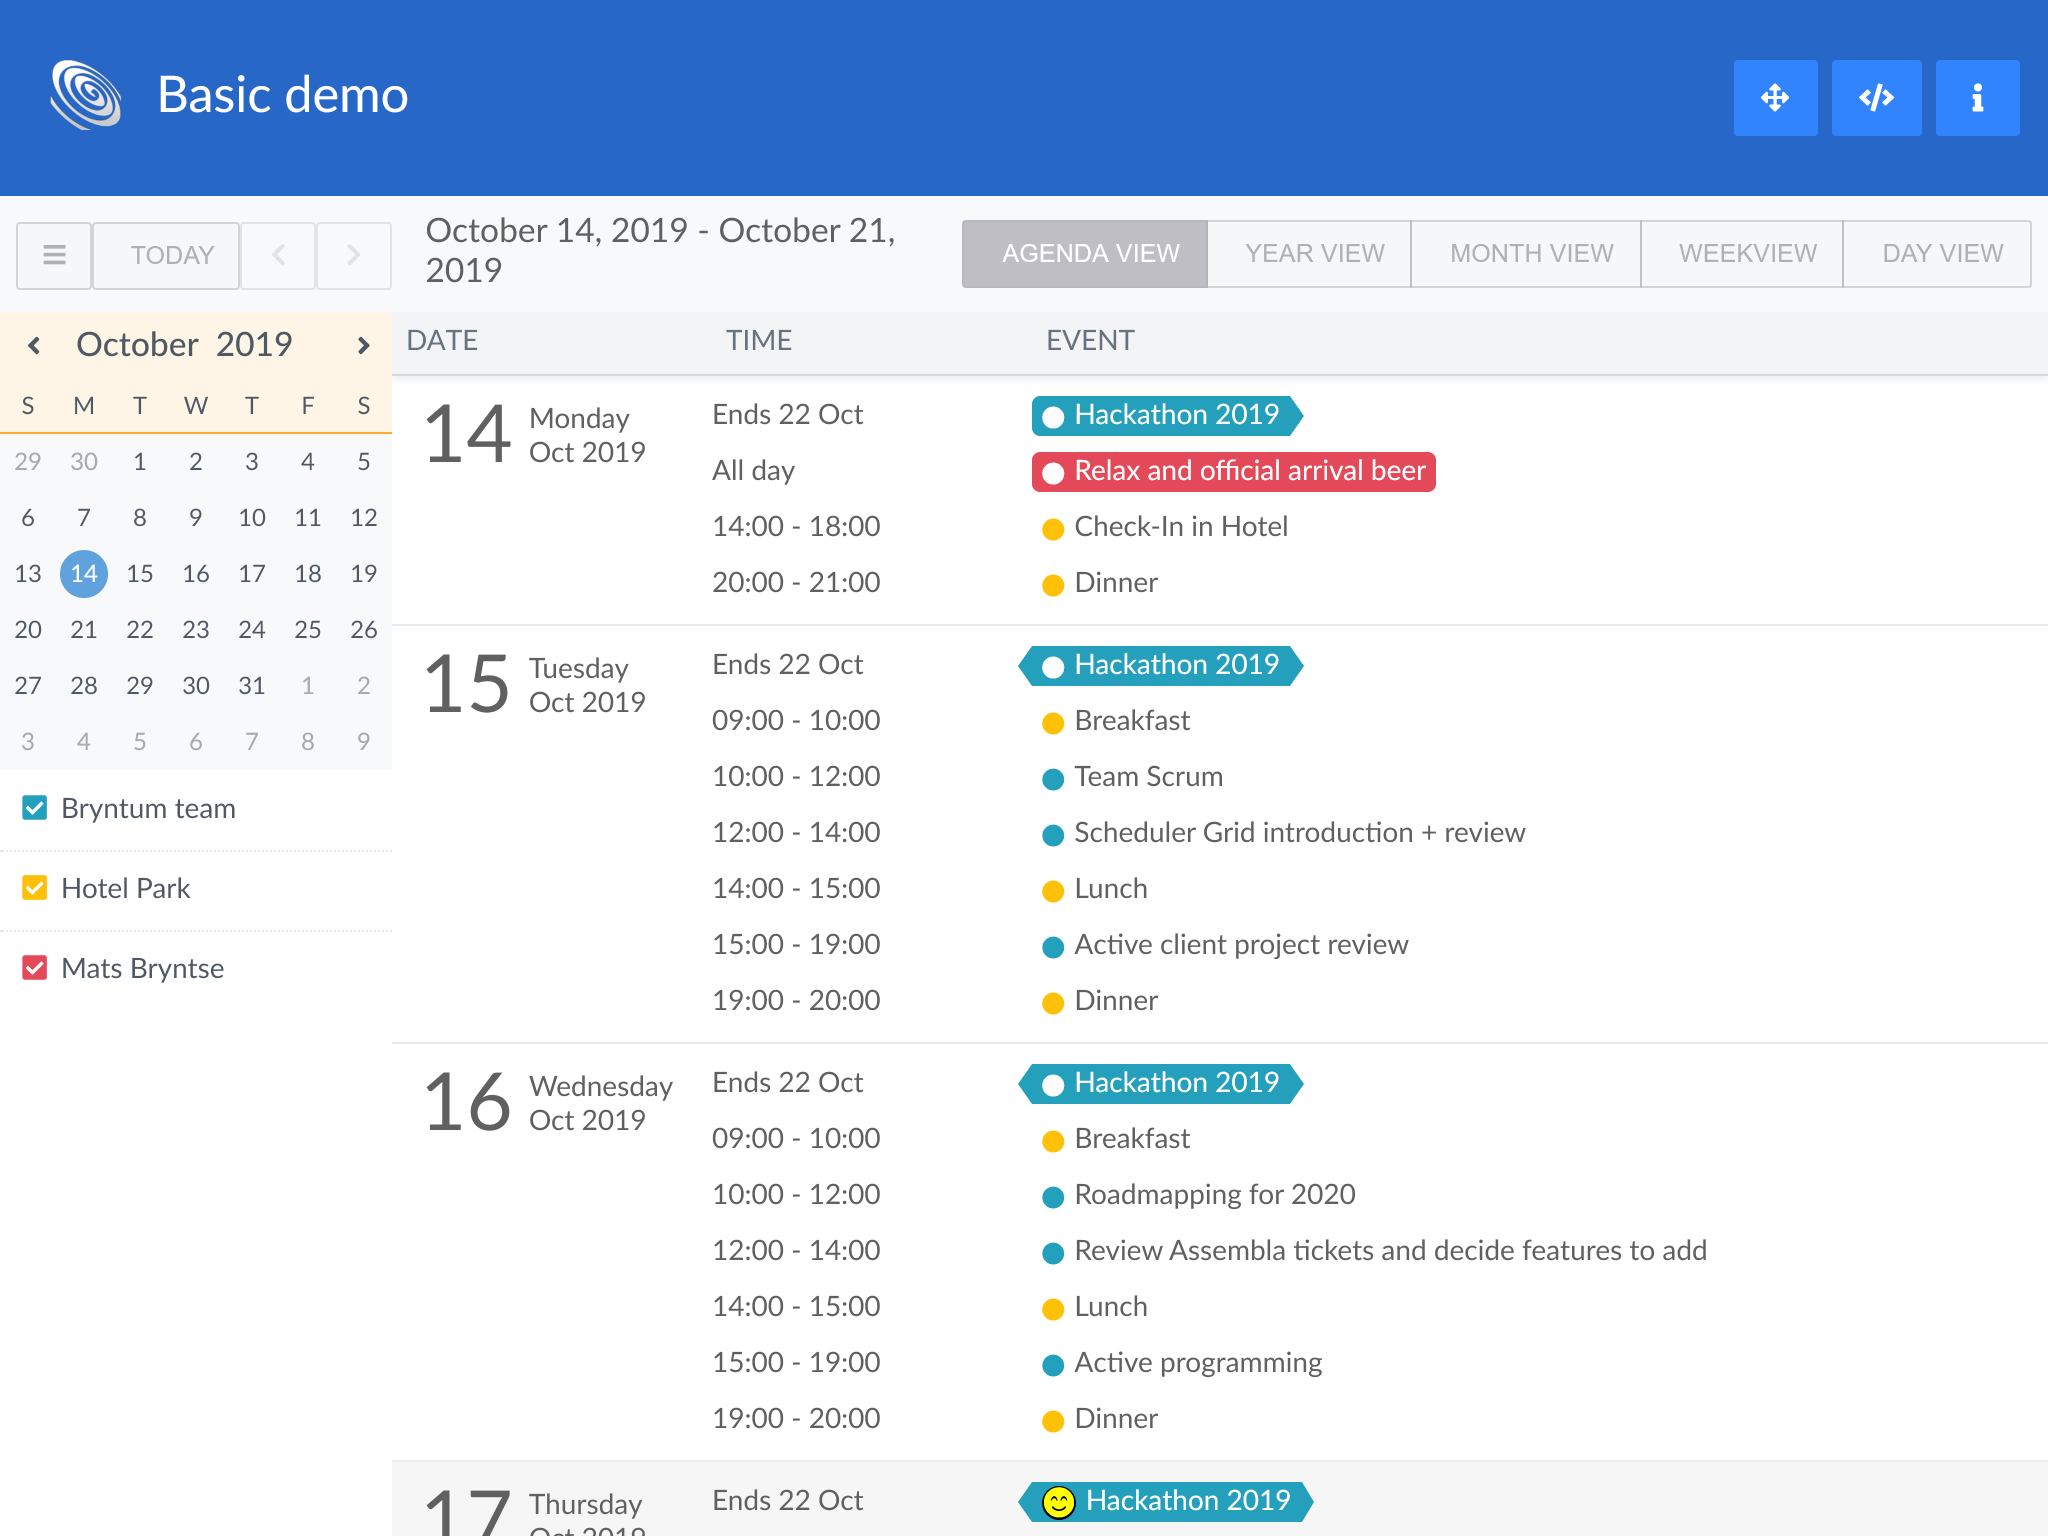 Basic demo
TODAY
October 14, 2019 - October 21,
2019
AGENDA VIEW YEAR VIEW MONTH VIEW WEEKVIEW DAY VIEW
October 2019
S M T W T F S
29 30 1 2 3 4 5
6 7 8 9 10 11 12
13 14 15 16 17 18 19
20 21 22 23 24 25 26
27 28 29 30 31 1 2
3 4 5 6 7 8 9
Bryntum team
Hotel Park
Mats Bryntse
DATE TIME EVENT
14 Monday
Oct 2019
Ends 22 Oct Hackathon 2019
All day Relax and official arrival beer
14:00 - 18:00 Check-In in Hotel
20:00 - 21:00 Dinner
15 Tuesday
Oct 2019
Ends 22 Oct Hackathon 2019
09:00 - 10:00 Breakfast
10:00 - 12:00 Team Scrum
12:00 - 14:00 Scheduler Grid introduction + review
14:00 - 15:00 Lunch
15:00 - 19:00 Active client project review
19:00 - 20:00 Dinner
16 Wednesday
Oct 2019
Ends 22 Oct Hackathon 2019
09:00 - 10:00 Breakfast
10:00 - 12:00 Roadmapping for 2020
12:00 - 14:00 Review Assembla tickets and decide features to add
14:00 - 15:00 Lunch
15:00 - 19:00 Active programming
19:00 - 20:00 Dinner
17 Thursday
Oct 2019
Ends 22 Oct Hackathon 2019